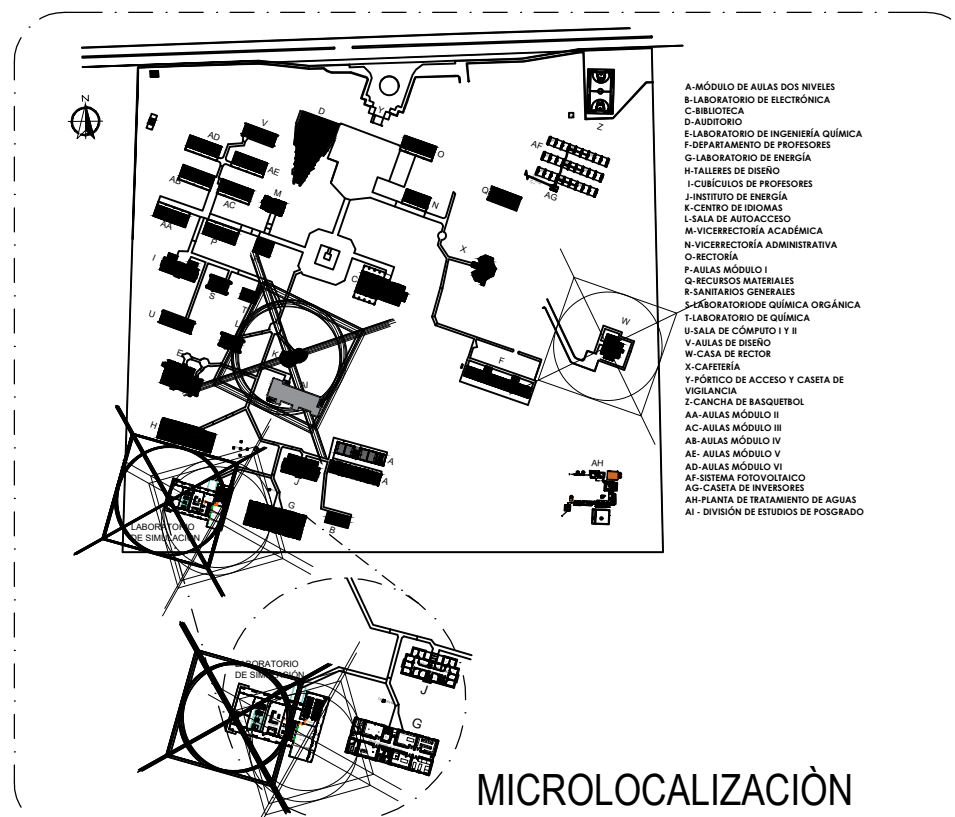 N
A-MÓDULO DE AULAS DOS NIVELES
B-LABORATORIO DE ELECTRÓNICA
C-BIBLIOTECA
D-AUDITORIO
E-LABORATORIO DE INGENIERÍA QUÍMICA
F-DEPARTAMENTO DE PROFESORES
G-LABORATORIO DE ENERGÍA
H-TALLERES DE DISEÑO
I-CUBÍCULOS DE PROFESORES
J-INSTITUTO DE ENERGÍA
K-CENTRO DE IDIOMAS
L-SALA DE AUTOACCESO
M-VICERRECTORÍA ACADÉMICA
N-VICERRECTORÍA ADMINISTRATIVA
O-RECTORÍA
P-AULAS MÓDULO I
Q-RECURSOS MATERIALES
R-SANITARIOS GENERALES
S-LABORATORIODE QUÍMICA ORGÁNICA
T-LABORATORIO DE QUÍMICA
U-SALA DE CÓMPUTO I Y II
V-AULAS DE DISEÑO
W-CASA DE RECTOR
X-CAFETERÍA
Y-PÓRTICO DE ACCESO Y CASETA DE
VIGILANCIA
Z-CANCHA DE BASQUETBOL
AA-AULAS MÓDULO II
AC-AULAS MÓDULO III
AB-AULAS MÓDULO IV
AE- AULAS MÓDULO V
AD-AULAS MÓDULO VI
AF-SISTEMA FOTOVOLTAICO
AG-CASETA DE INVERSORES
AH-PLANTA DE TRATAMIENTO DE AGUAS
AI - DIVISIÓN DE ESTUDIOS DE POSGRADO
D
Y
Z
V
AD
AE
O
AF
AB
AC
M
N
Q
AG
AA
P
X
I
C
S
T
U
L
W
E
K
F
H
A
J
A
AH
G
B
LABORATORIO
DE SIMULACIÓN
LABORATORIO
DE SIMULACIÓN
J
G
MICROLOCALIZACIÒN